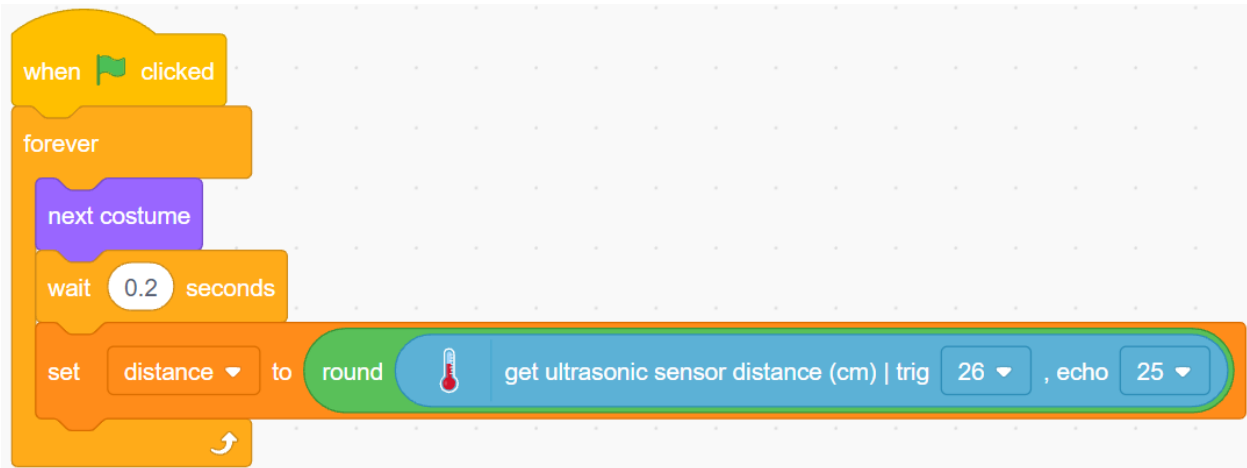 when clicked
forever
next costume
wait 0.2 seconds
set distance to round get ultrasonic sensor distance (cm) | trig 26 , echo 25